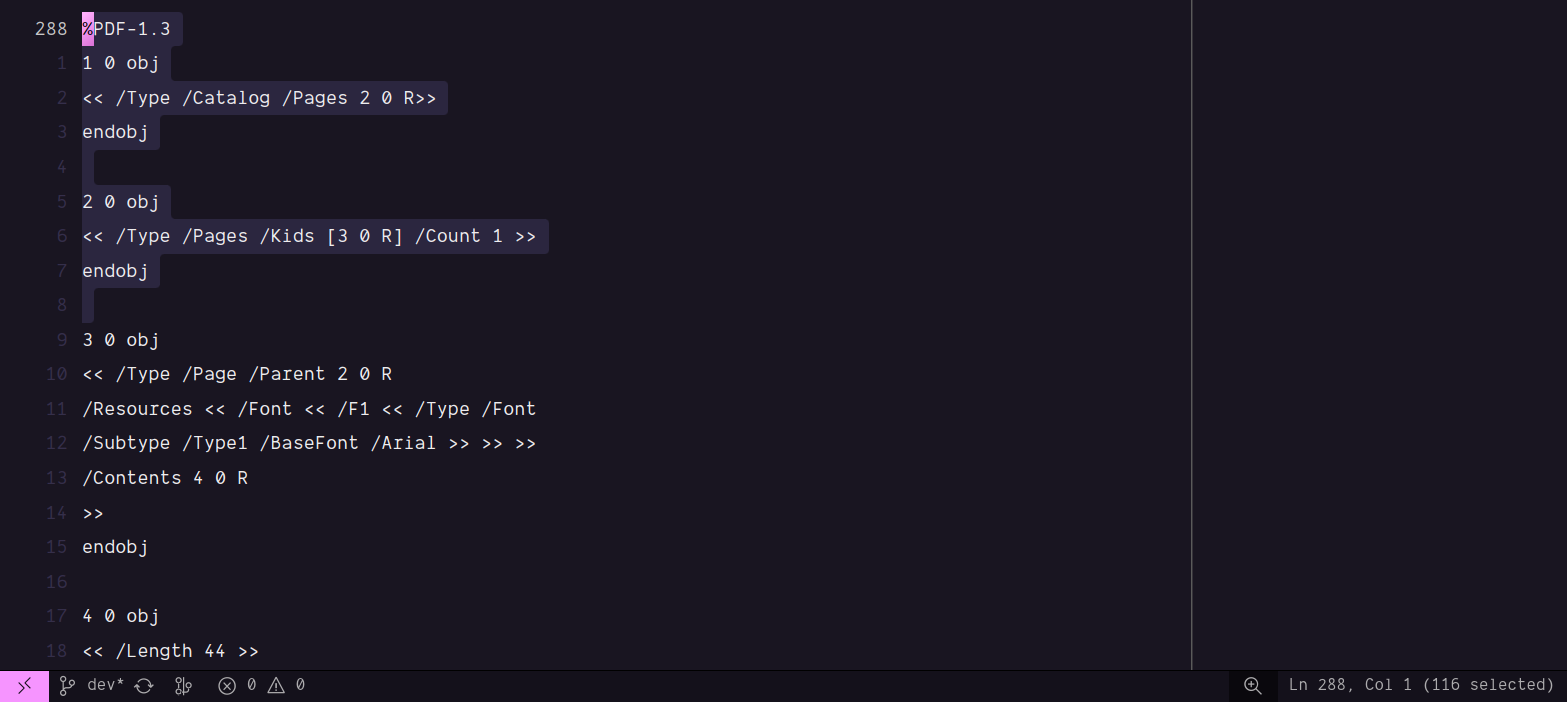 288 %PDF-1.3
1 1 0 obj
2 << /Type /Catalog /Pages 2 0 R>>
3 endobj
4
5 2 0 obj
6 << /Type /Pages /Kids [3 0 R] /Count 1 >>
7 endobj
8
9 3 0 obj
10 << /Type /Page /Parent 2 0 R
11 /Resources << /Font << /F1 << /Type /Font
12 /Subtype /Type1 /BaseFont /Arial >> >> >>
13 /Contents 4 0 R
14 >>
15 endobj
16
17 4 0 obj
18 << /Length 44 >>
dev* 0 0 Ln 288, Col 1 (116 selected)